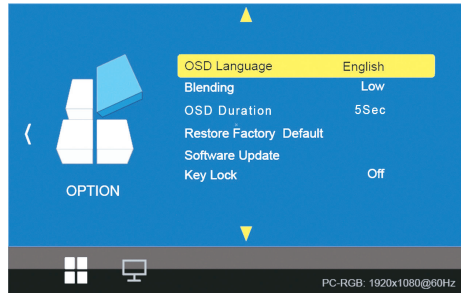 OSD Language English
Blending Low
OSD Duration 5Sec
Restore Factory Default
Software Update
Key Lock Off
OPTION
PC-RGB: 1920x1080@60Hz